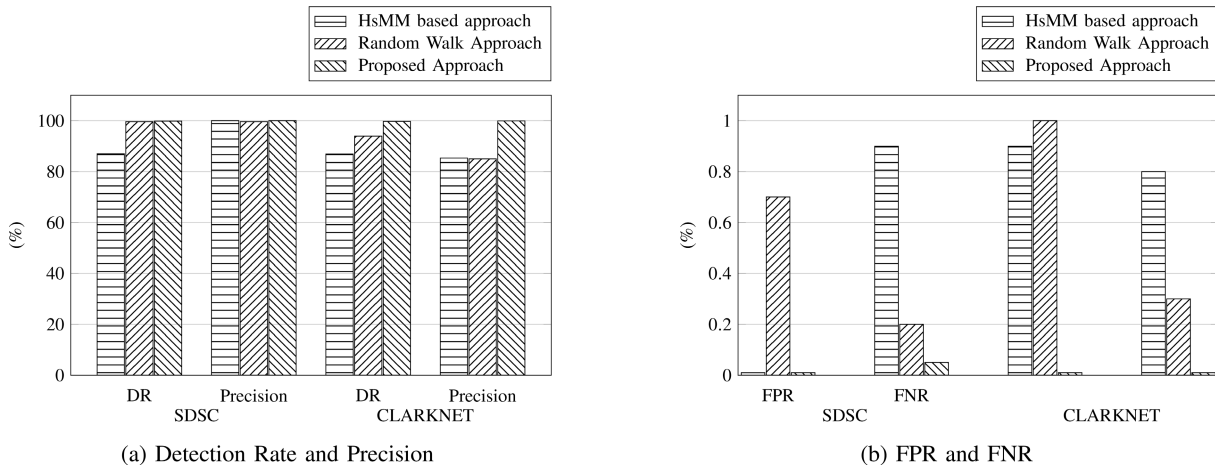 HsMM based approach
Random Walk Approach
Proposed Approach
100
80
60
40
20
0
(%)
DR
Precision
DR
Precision
SDSC
CLARKNET
(a) Detection Rate and Precision
HsMM based approach
Random Walk Approach
Proposed Approach
1
0.8
0.6
0.4
0.2
0
(%)
FPR
FNR
SDSC
CLARKNET
(b) FPR and FNR